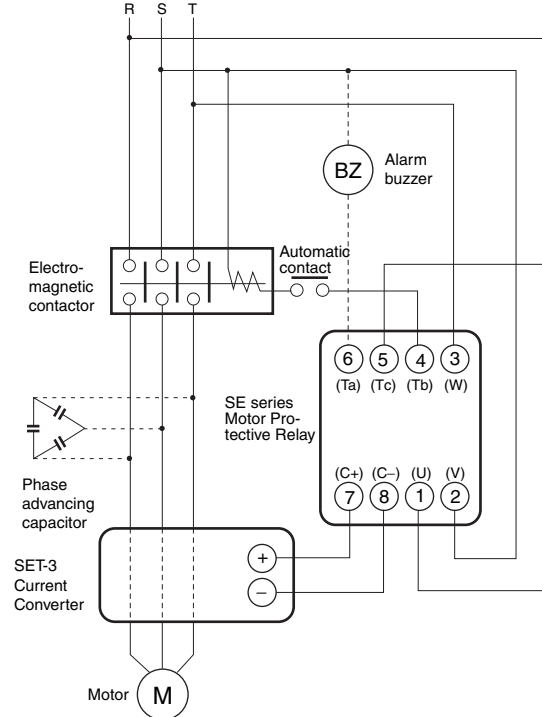 R S T
BZ
Alarm
buzzer
Automatic
contact
Electro-
magnetic
contactor
6 5 4 3
(Ta) (Tc) (Tb) (W)
SE series
Motor Pro-
tective Relay
(C+) (C−) (U) (V)
7 8 1 2
Phase
advancing
capacitor
SET-3
Current
Converter
+
−
Motor
M